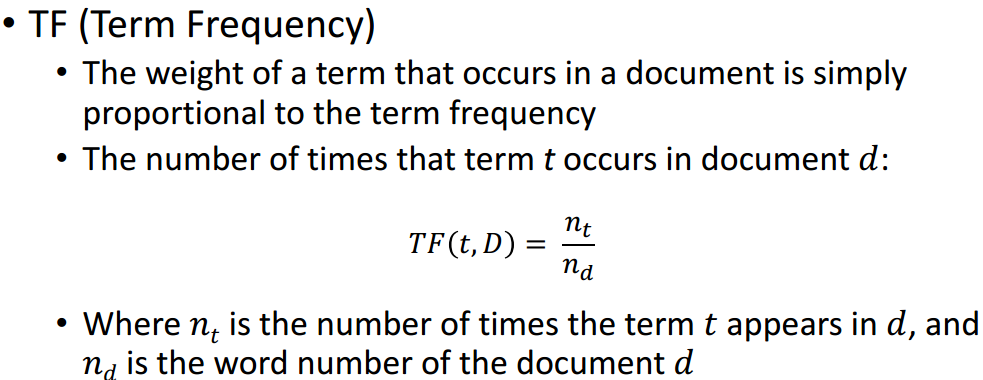 • TF (Term Frequency)
• The weight of a term that occurs in a document is simply
proportional to the term frequency
• The number of times that term t occurs in document d:
TF(t, D) = n_t / n_d
• Where n_t is the number of times the term t appears in d, and
n_d is the word number of the document d